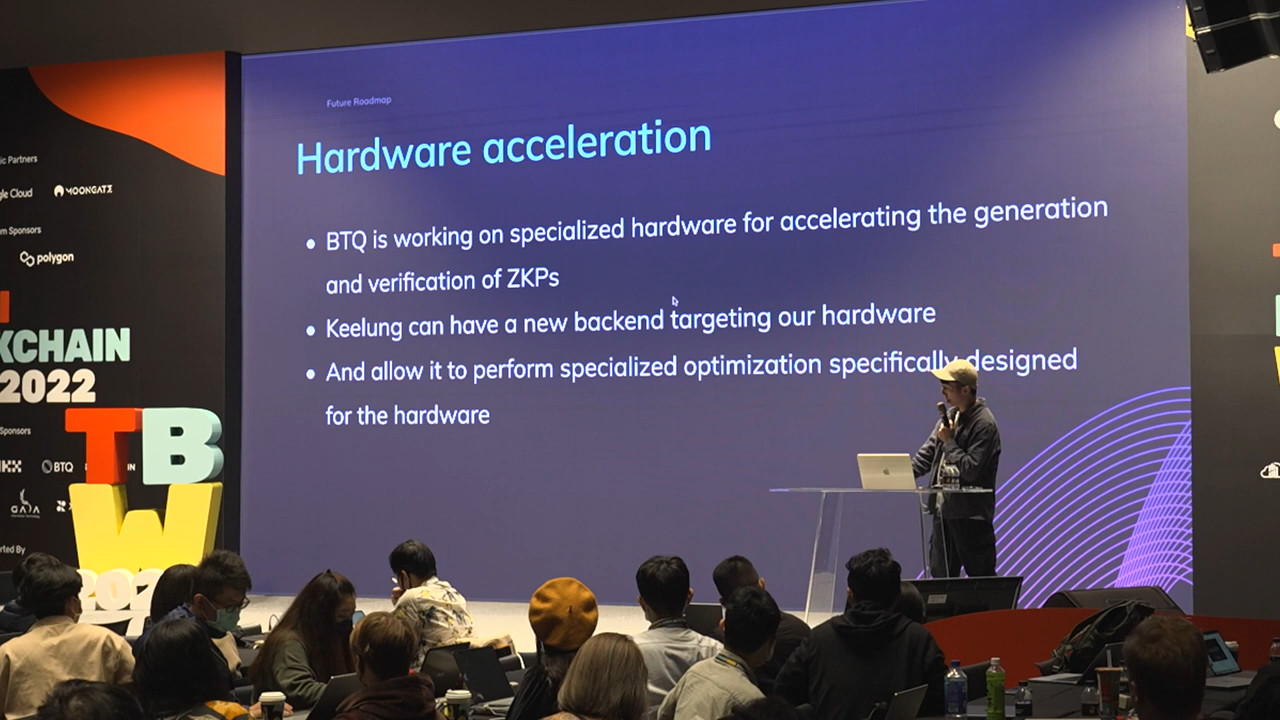 Future Roadmap
Hardware acceleration
BTQ is working on specialized hardware for accelerating the generation
and verification of ZKPs
Keelung can have a new backend targeting our hardware
And allow it to perform specialized optimization specifically designed
for the hardware
ic Partners
gle Cloud
MOONGATE
m Sponsors
polygon
KCHAIN
2022
Sponsors
BTQ
GAIA
rted By
TB
W